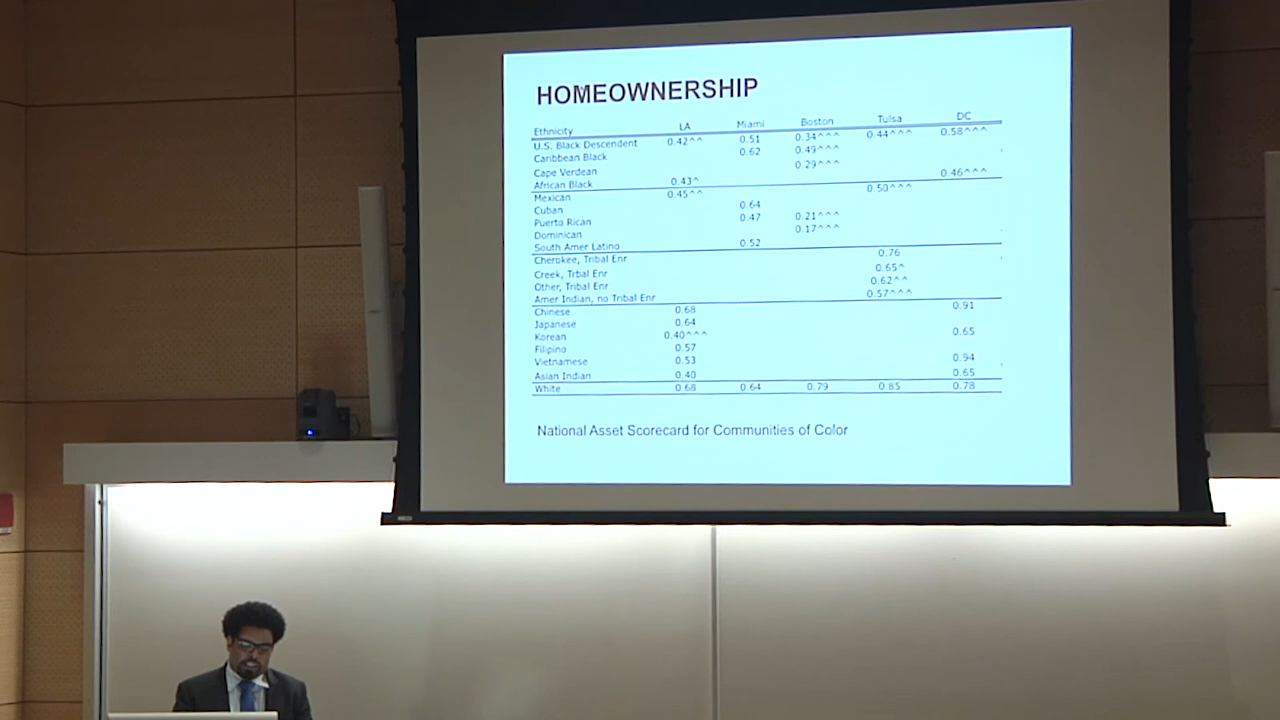 HOMEOWNERSHIP
Ethnicity LA Miami Boston Tulsa DC
U.S. Black Descendent 0.42^^ 0.51 0.34^^^ 0.44^^^ 0.58^^^
Caribbean Black 0.62 0.49^^^
Cape Verdean 0.29^^^
African Black 0.43^ 0.46^^^
Mexican 0.45^^ 0.50^^^
Cuban 0.64
Puerto Rican 0.47 0.21^^^
Dominican 0.17^^^
South Amer Latino 0.52
Cherokee, Tribal Enr 0.76
Creek, Trbal Enr 0.65^
Other, Tribal Enr 0.62^^
Amer Indian, no Tribal Enr 0.57^^^
Chinese 0.68 0.91
Japanese 0.64
Korean 0.40^^^ 0.65
Filipino 0.57
Vietnamese 0.53 0.94
Asian Indian 0.40 0.65
White 0.68 0.64 0.79 0.85 0.78
National Asset Scorecard for Communities of Color